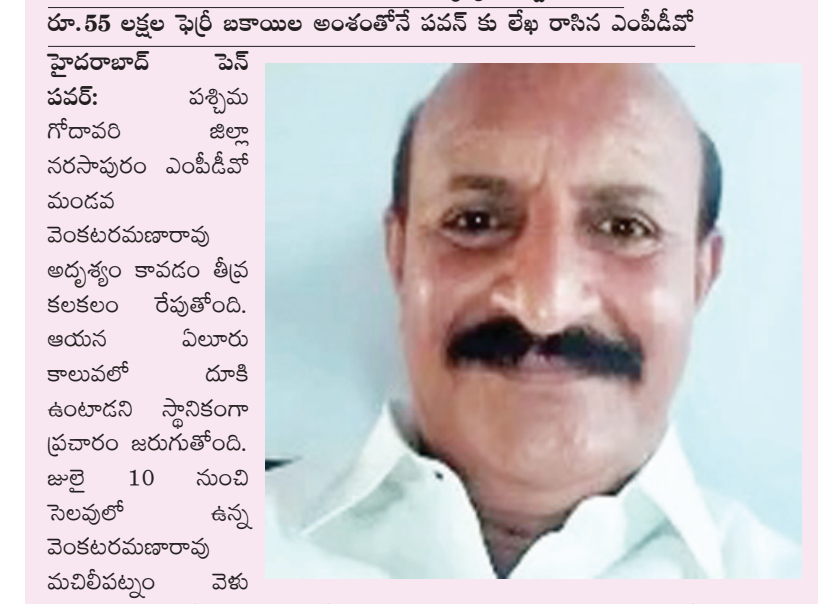 రూ.55 లక్షల ఫెర్రీ బకాయిల అంశంతోనే పవన్ కు లేఖ రాసిన ఎంపీడీవో
హైదరాబాద్ పెన్
పవర్: పశ్చిమ
గోదావరి జిల్లా
నరసాపురం ఎంపీడీవో
మండవ
వెంకటరమణారావు
అదృశ్యం కావడం తీవ్ర
కలకలం రేపుతోంది.
ఆయన ఏలూరు
కాలువలో దూకి
ఉంటాడని స్థానికంగా
ప్రచారం జరుగుతోంది.
జులై 10 నుంచి
సెలవులో ఉన్న
వెంకటరమణారావు
మచిలీపట్నం వెళు